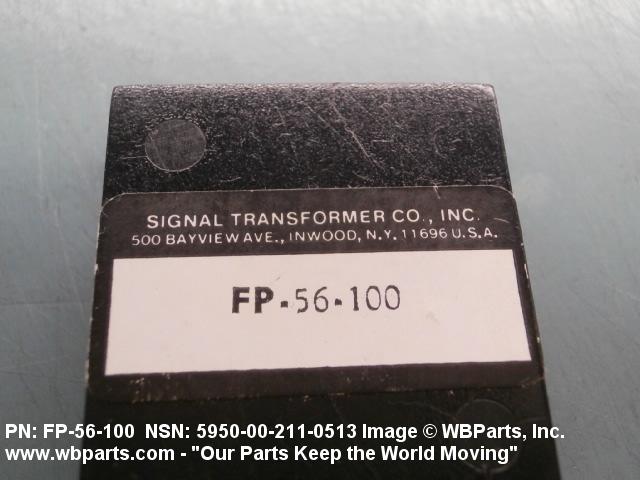 SIGNAL TRANSFORMER CO., INC.
500 BAYVIEW AVE., INWOOD, N.Y. 11696 U.S.A.
FP-56-100
PN: FP-56-100 NSN: 5950-00-211-0513 Image © WBParts, Inc.
www.wbparts.com - "Our Parts Keep the World Moving"